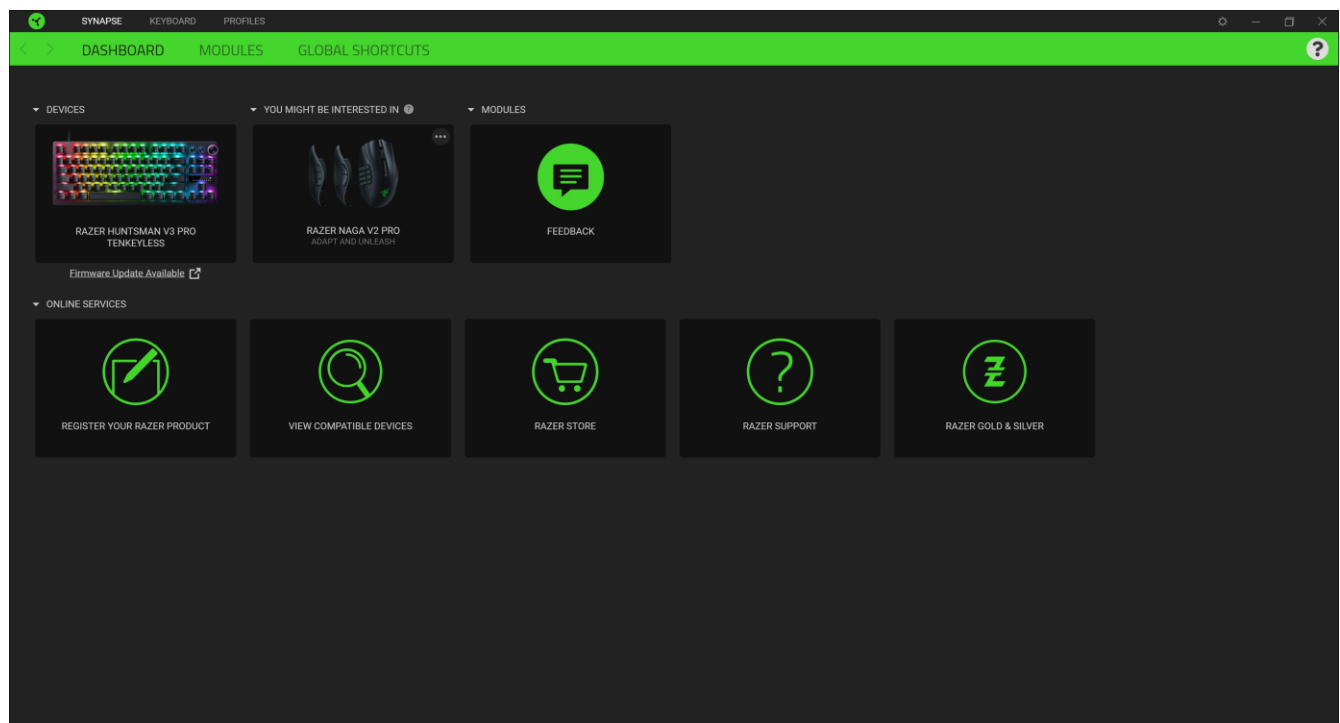 SYNAPSE KEYBOARD PROFILES
DASHBOARD MODULES GLOBAL SHORTCUTS ?
DEVICES
YOU MIGHT BE INTERESTED IN ?
MODULES
RAZER HUNTSMAN V3 PRO
TENKEYLESS
RAZER NAGA V2 PRO
ADAPT AND UNLEASH
FEEDBACK
Firmware Update Available
ONLINE SERVICES
REGISTER YOUR RAZER PRODUCT
VIEW COMPATIBLE DEVICES
RAZER STORE
RAZER SUPPORT
RAZER GOLD & SILVER